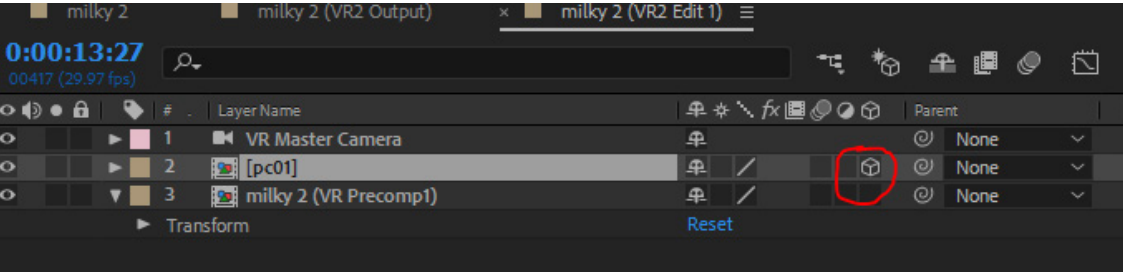 milky 2 milky 2 (VR2 Output) × milky 2 (VR2 Edit 1) ≡
0:00:13:27
00417 (29.97 fps)
# . Layer Name fx Parent
1 VR Master Camera None
2 [pc01] None
3 milky 2 (VR Precomp1) None
Transform Reset